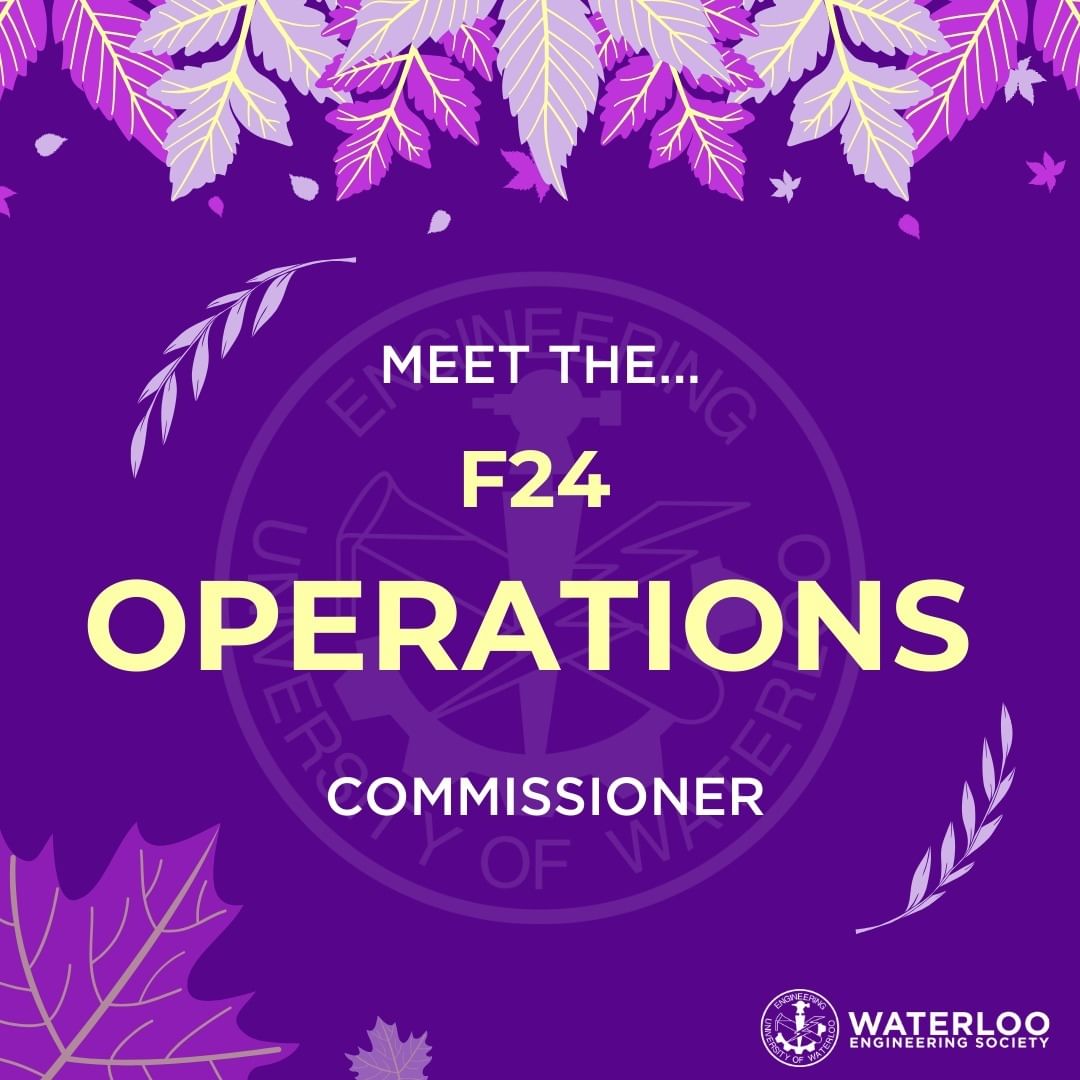 MEET THE...
F24
OPERATIONS
COMMISSIONER
ENGINEERING
UNIVERSITY OF WATERLOO
ENGINEERING
UNIVERSITY OF WATERLOO
WATERLOO
ENGINEERING SOCIETY